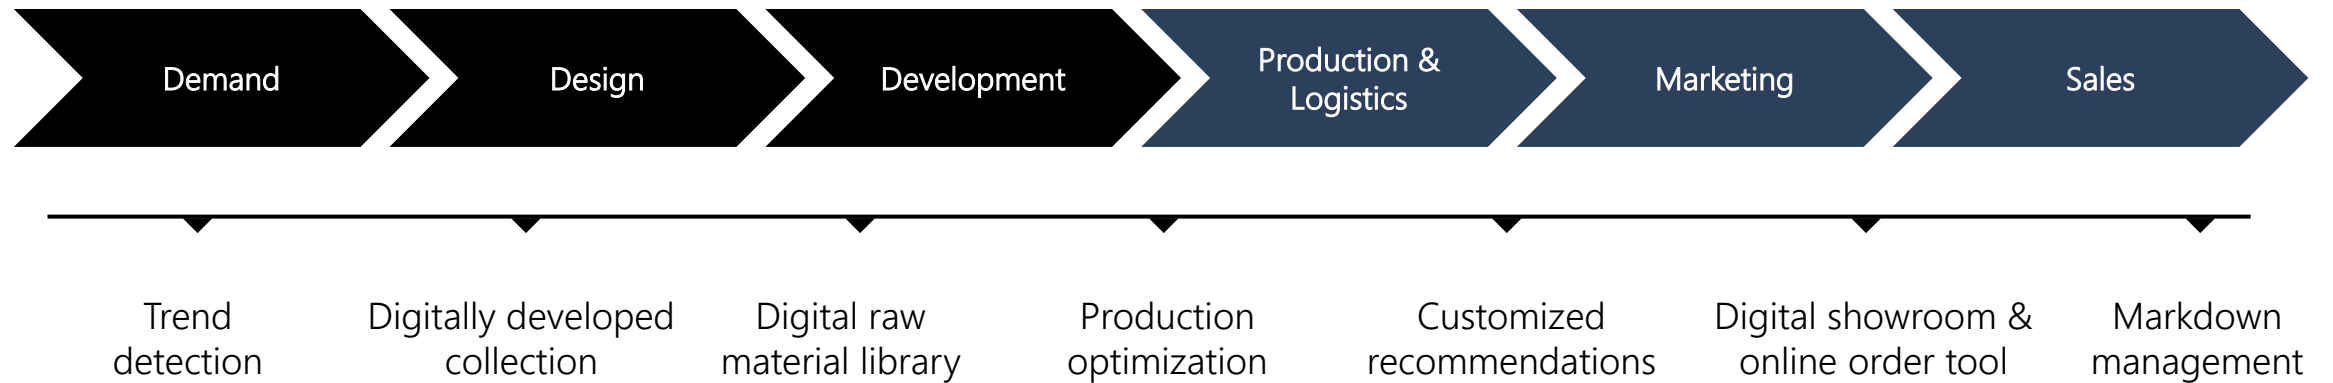 Demand
Design
Development
Production &
Logistics
Marketing
Sales
Trend
detection
Digitally developed
collection
Digital raw
material library
Production
optimization
Customized
recommendations
Digital showroom &
online order tool
Markdown
management